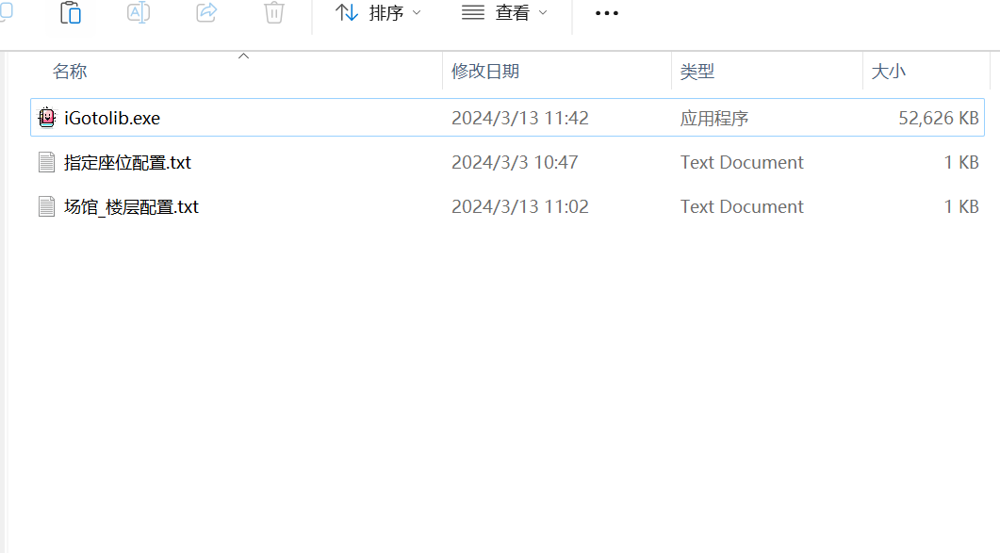 排序 查看
名称 修改日期 类型 大小
iGotolib.exe 2024/3/13 11:42 应用程序 52,626 KB
指定座位配置.txt 2024/3/3 10:47 Text Document 1 KB
场馆_楼层配置.txt 2024/3/13 11:02 Text Document 1 KB